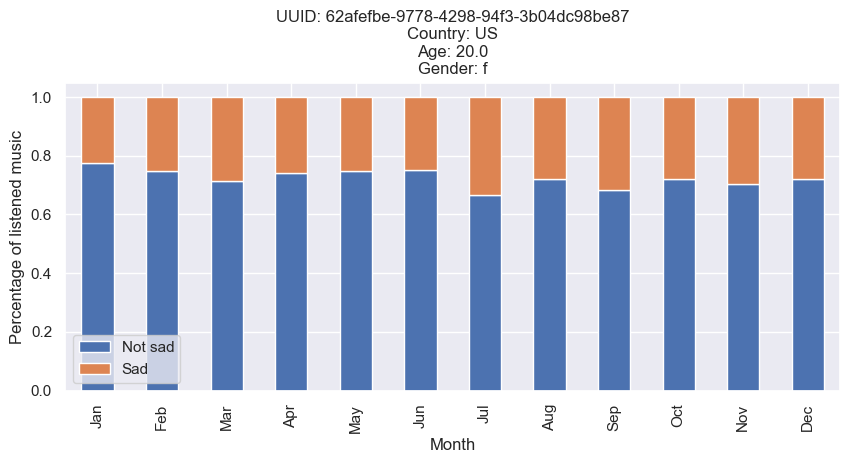 UUID: 62afefbe-9778-4298-94f3-3b04dc98be87
Country: US
Age: 20.0
Gender: f
Percentage of listened music
1.0
0.8
0.6
0.4
0.2
0.0
Not sad
Sad
Jan Feb Mar Apr May Jun Jul Aug Sep Oct Nov Dec
Month